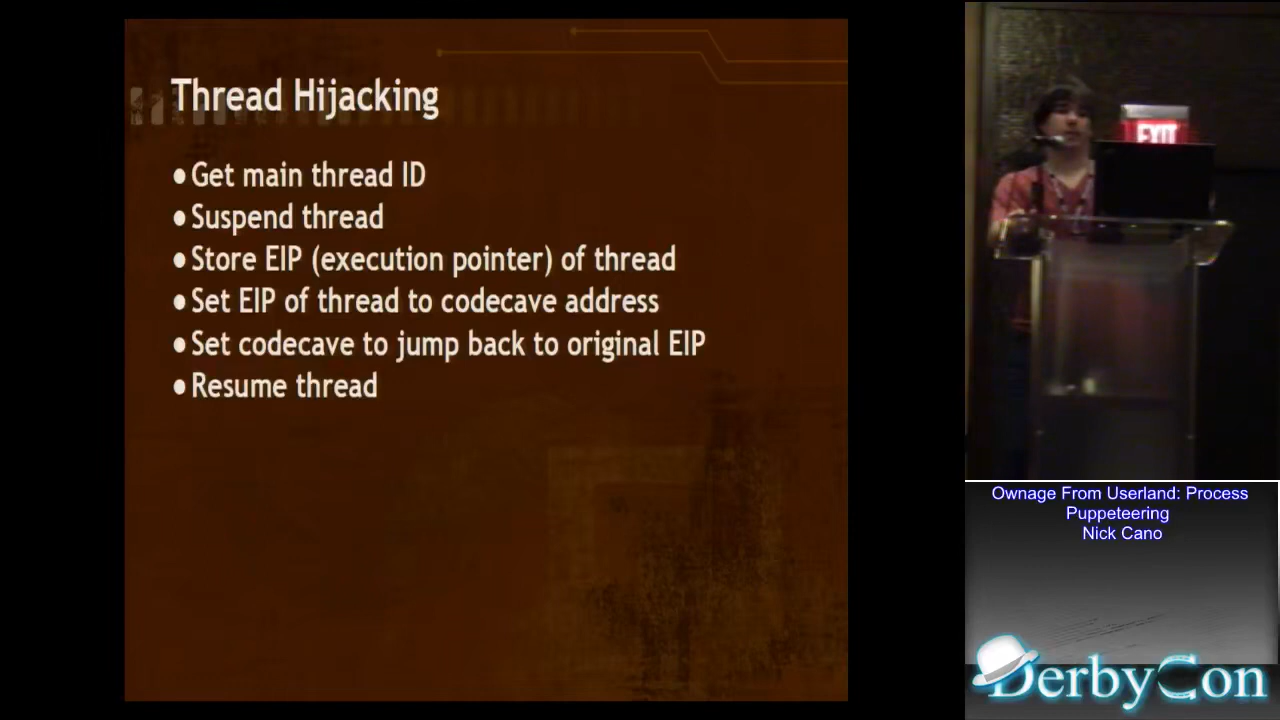 Thread Hijacking
•Get main thread ID
•Suspend thread
•Store EIP (execution pointer) of thread
•Set EIP of thread to codecave address
•Set codecave to jump back to original EIP
•Resume thread
EXIT
Ownage From Userland: Process
Puppeteering
Nick Cano
DerbyCon